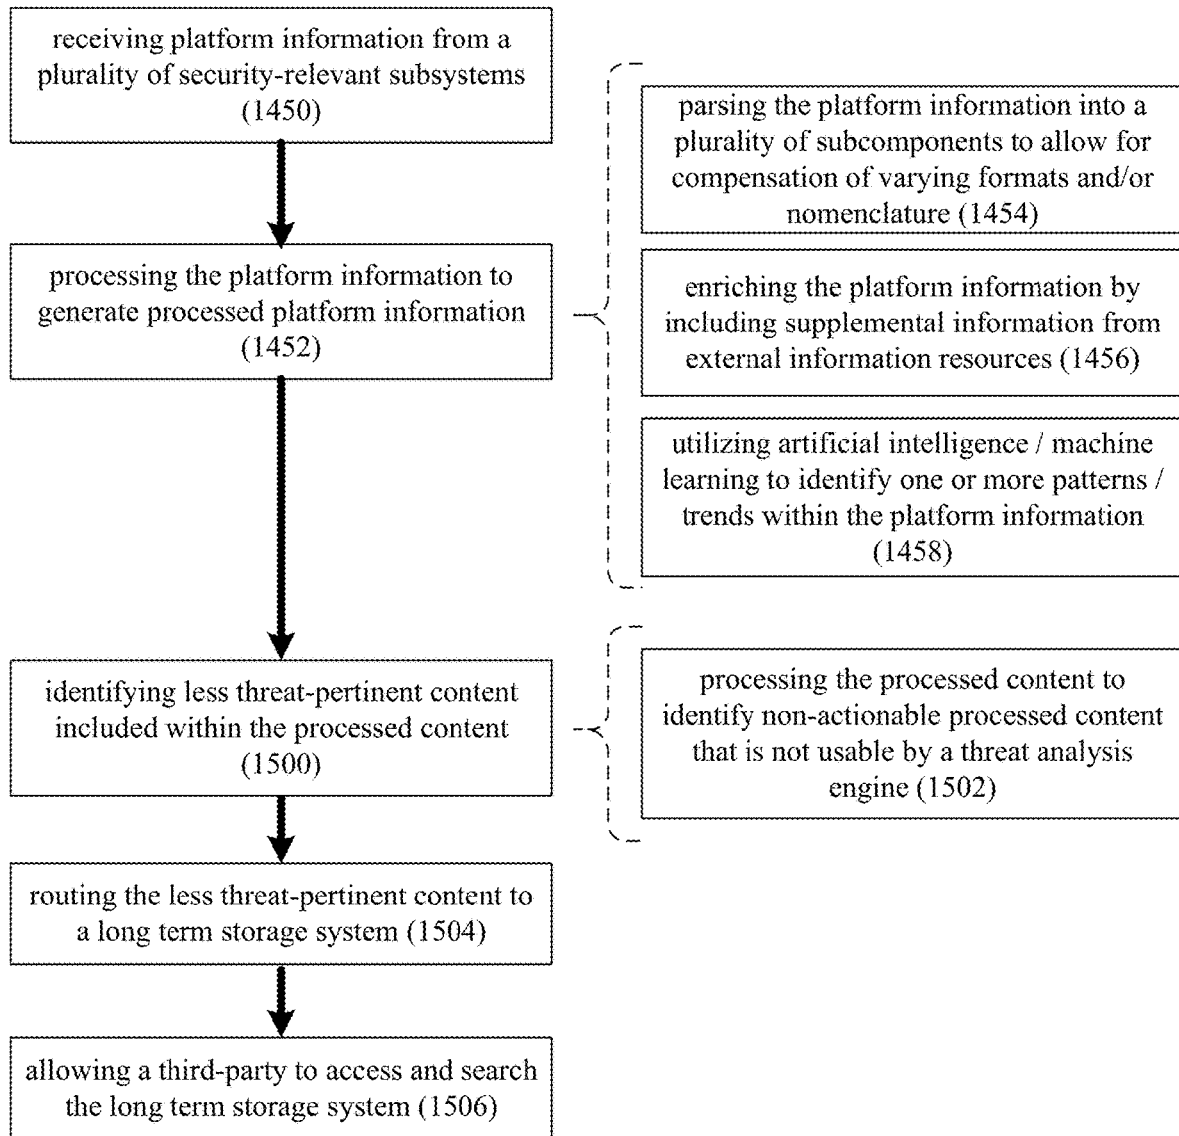 receiving platform information from a
plurality of security-relevant subsystems
(1450)
processing the platform information to
generate processed platform information
(1452)
parsing the platform information into a
plurality of subcomponents to allow for
compensation of varying formats and/or
nomenclature (1454)
enriching the platform information by
including supplemental information from
external information resources (1456)
utilizing artificial intelligence / machine
learning to identify one or more patterns /
trends within the platform information
(1458)
identifying less threat-pertinent content
included within the processed content
(1500)
processing the processed content to
identify non-actionable processed content
that is not usable by a threat analysis
engine (1502)
routing the less threat-pertinent content to
a long term storage system (1504)
allowing a third-party to access and search
the long term storage system (1506)